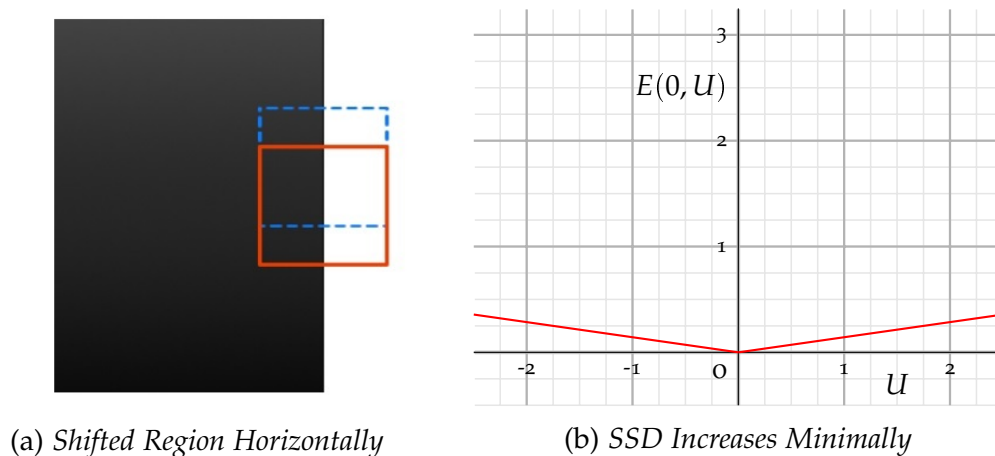 3
E(0, U)
2
1
-2 -1 0 1 2
U
(a) Shifted Region Horizontally
(b) SSD Increases Minimally